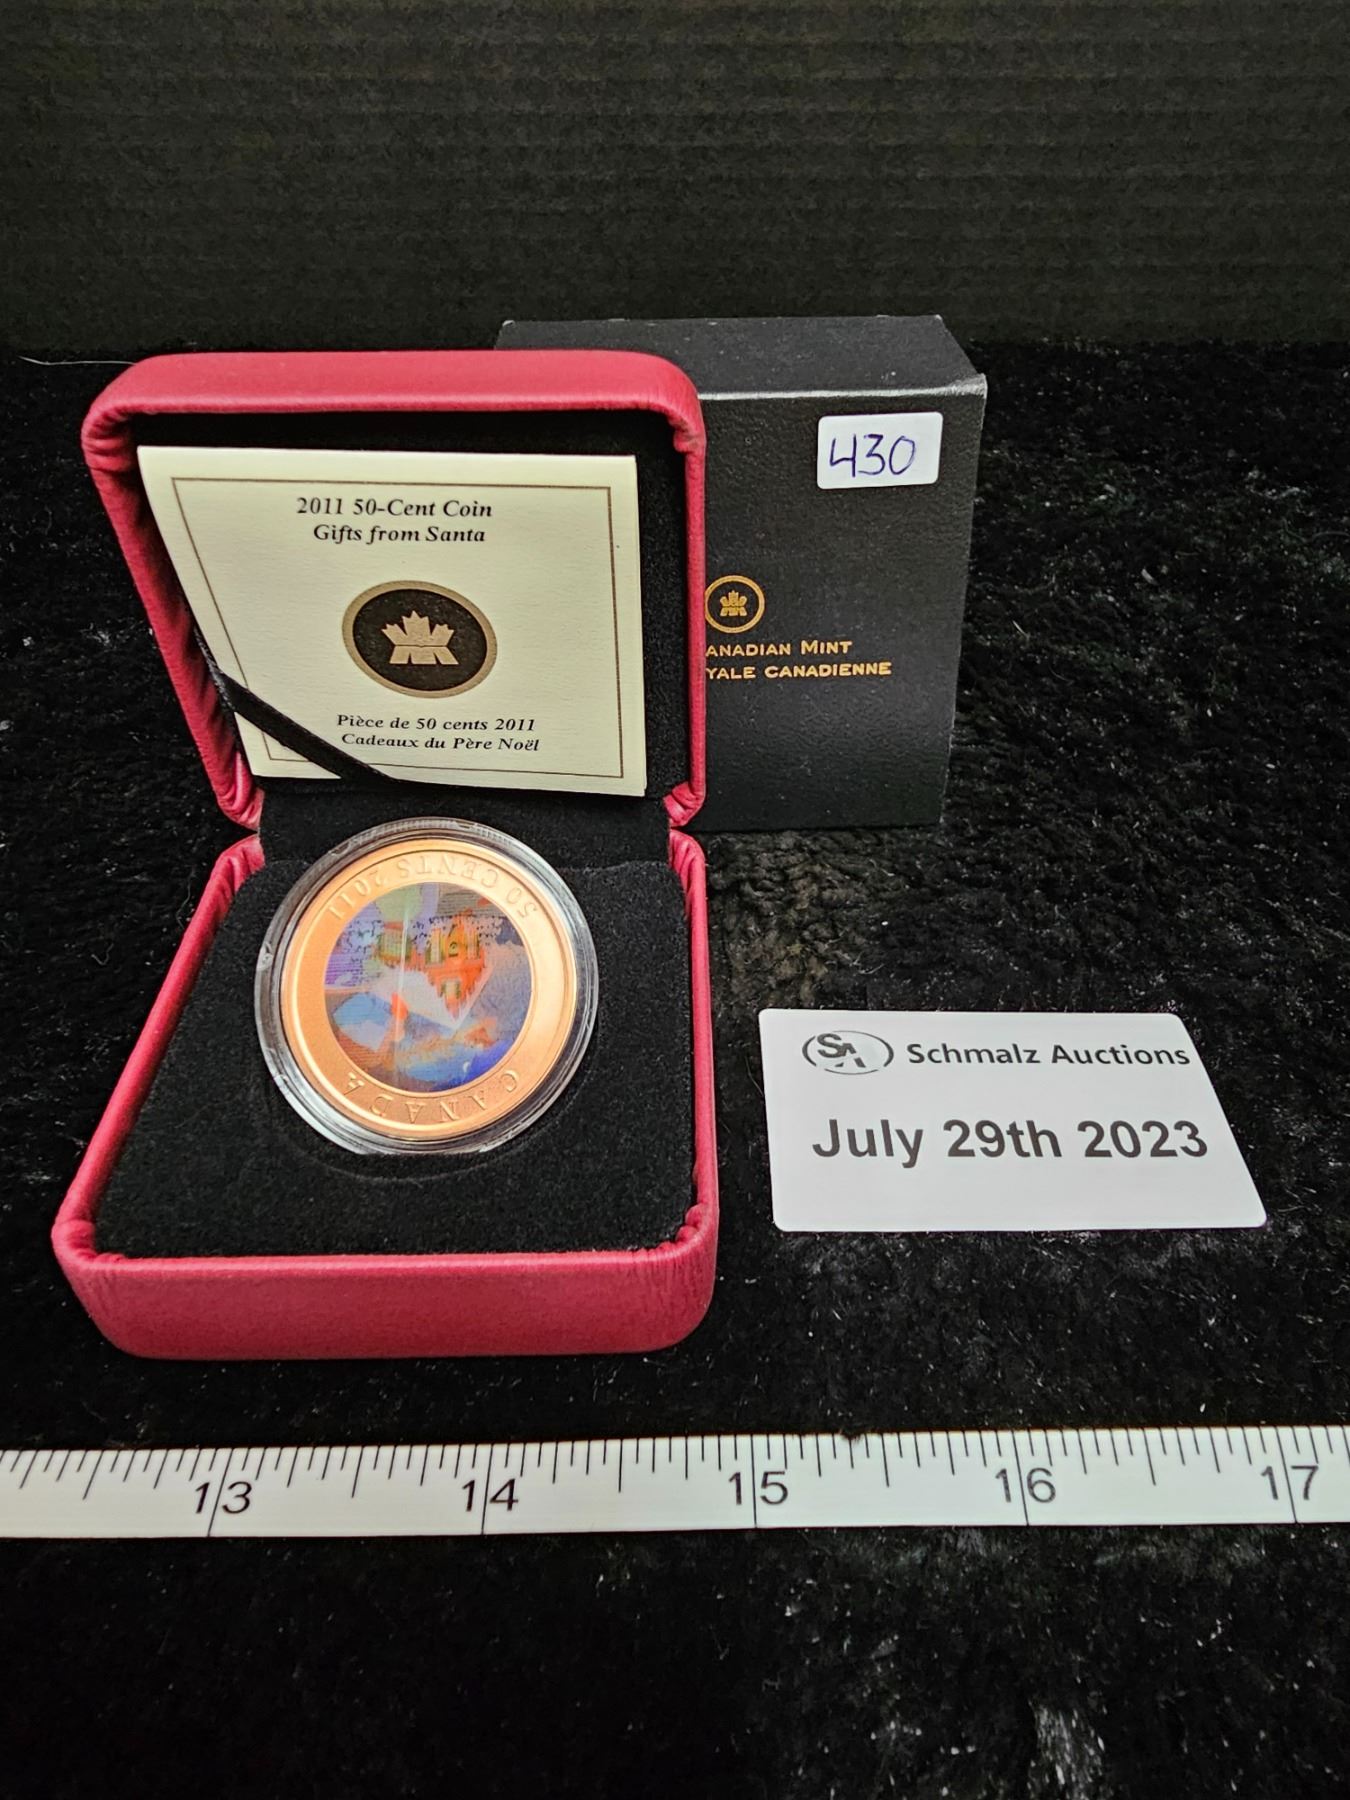 430
2011 50-Cent Coin
Gifts from Santa
Pièce de 50 cents 2011
Cadeaux du Père Noël
ANADIAN MINT
YALE CANADIENNE
50 CENTS 2011
CANADA
SA Schmalz Auctions
July 29th 2023
13 14 15 16 17